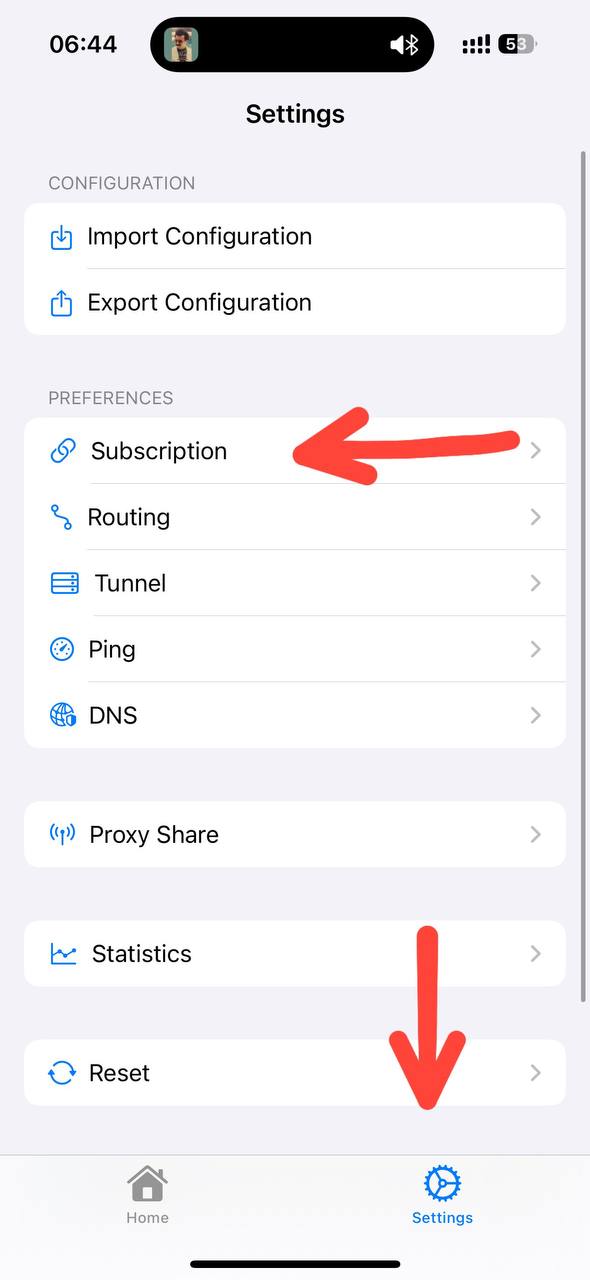 06:44
53
Settings
CONFIGURATION
Import Configuration
Export Configuration
PREFERENCES
Subscription
Routing
Tunnel
Ping
DNS
Proxy Share
Statistics
Reset
Home
Settings